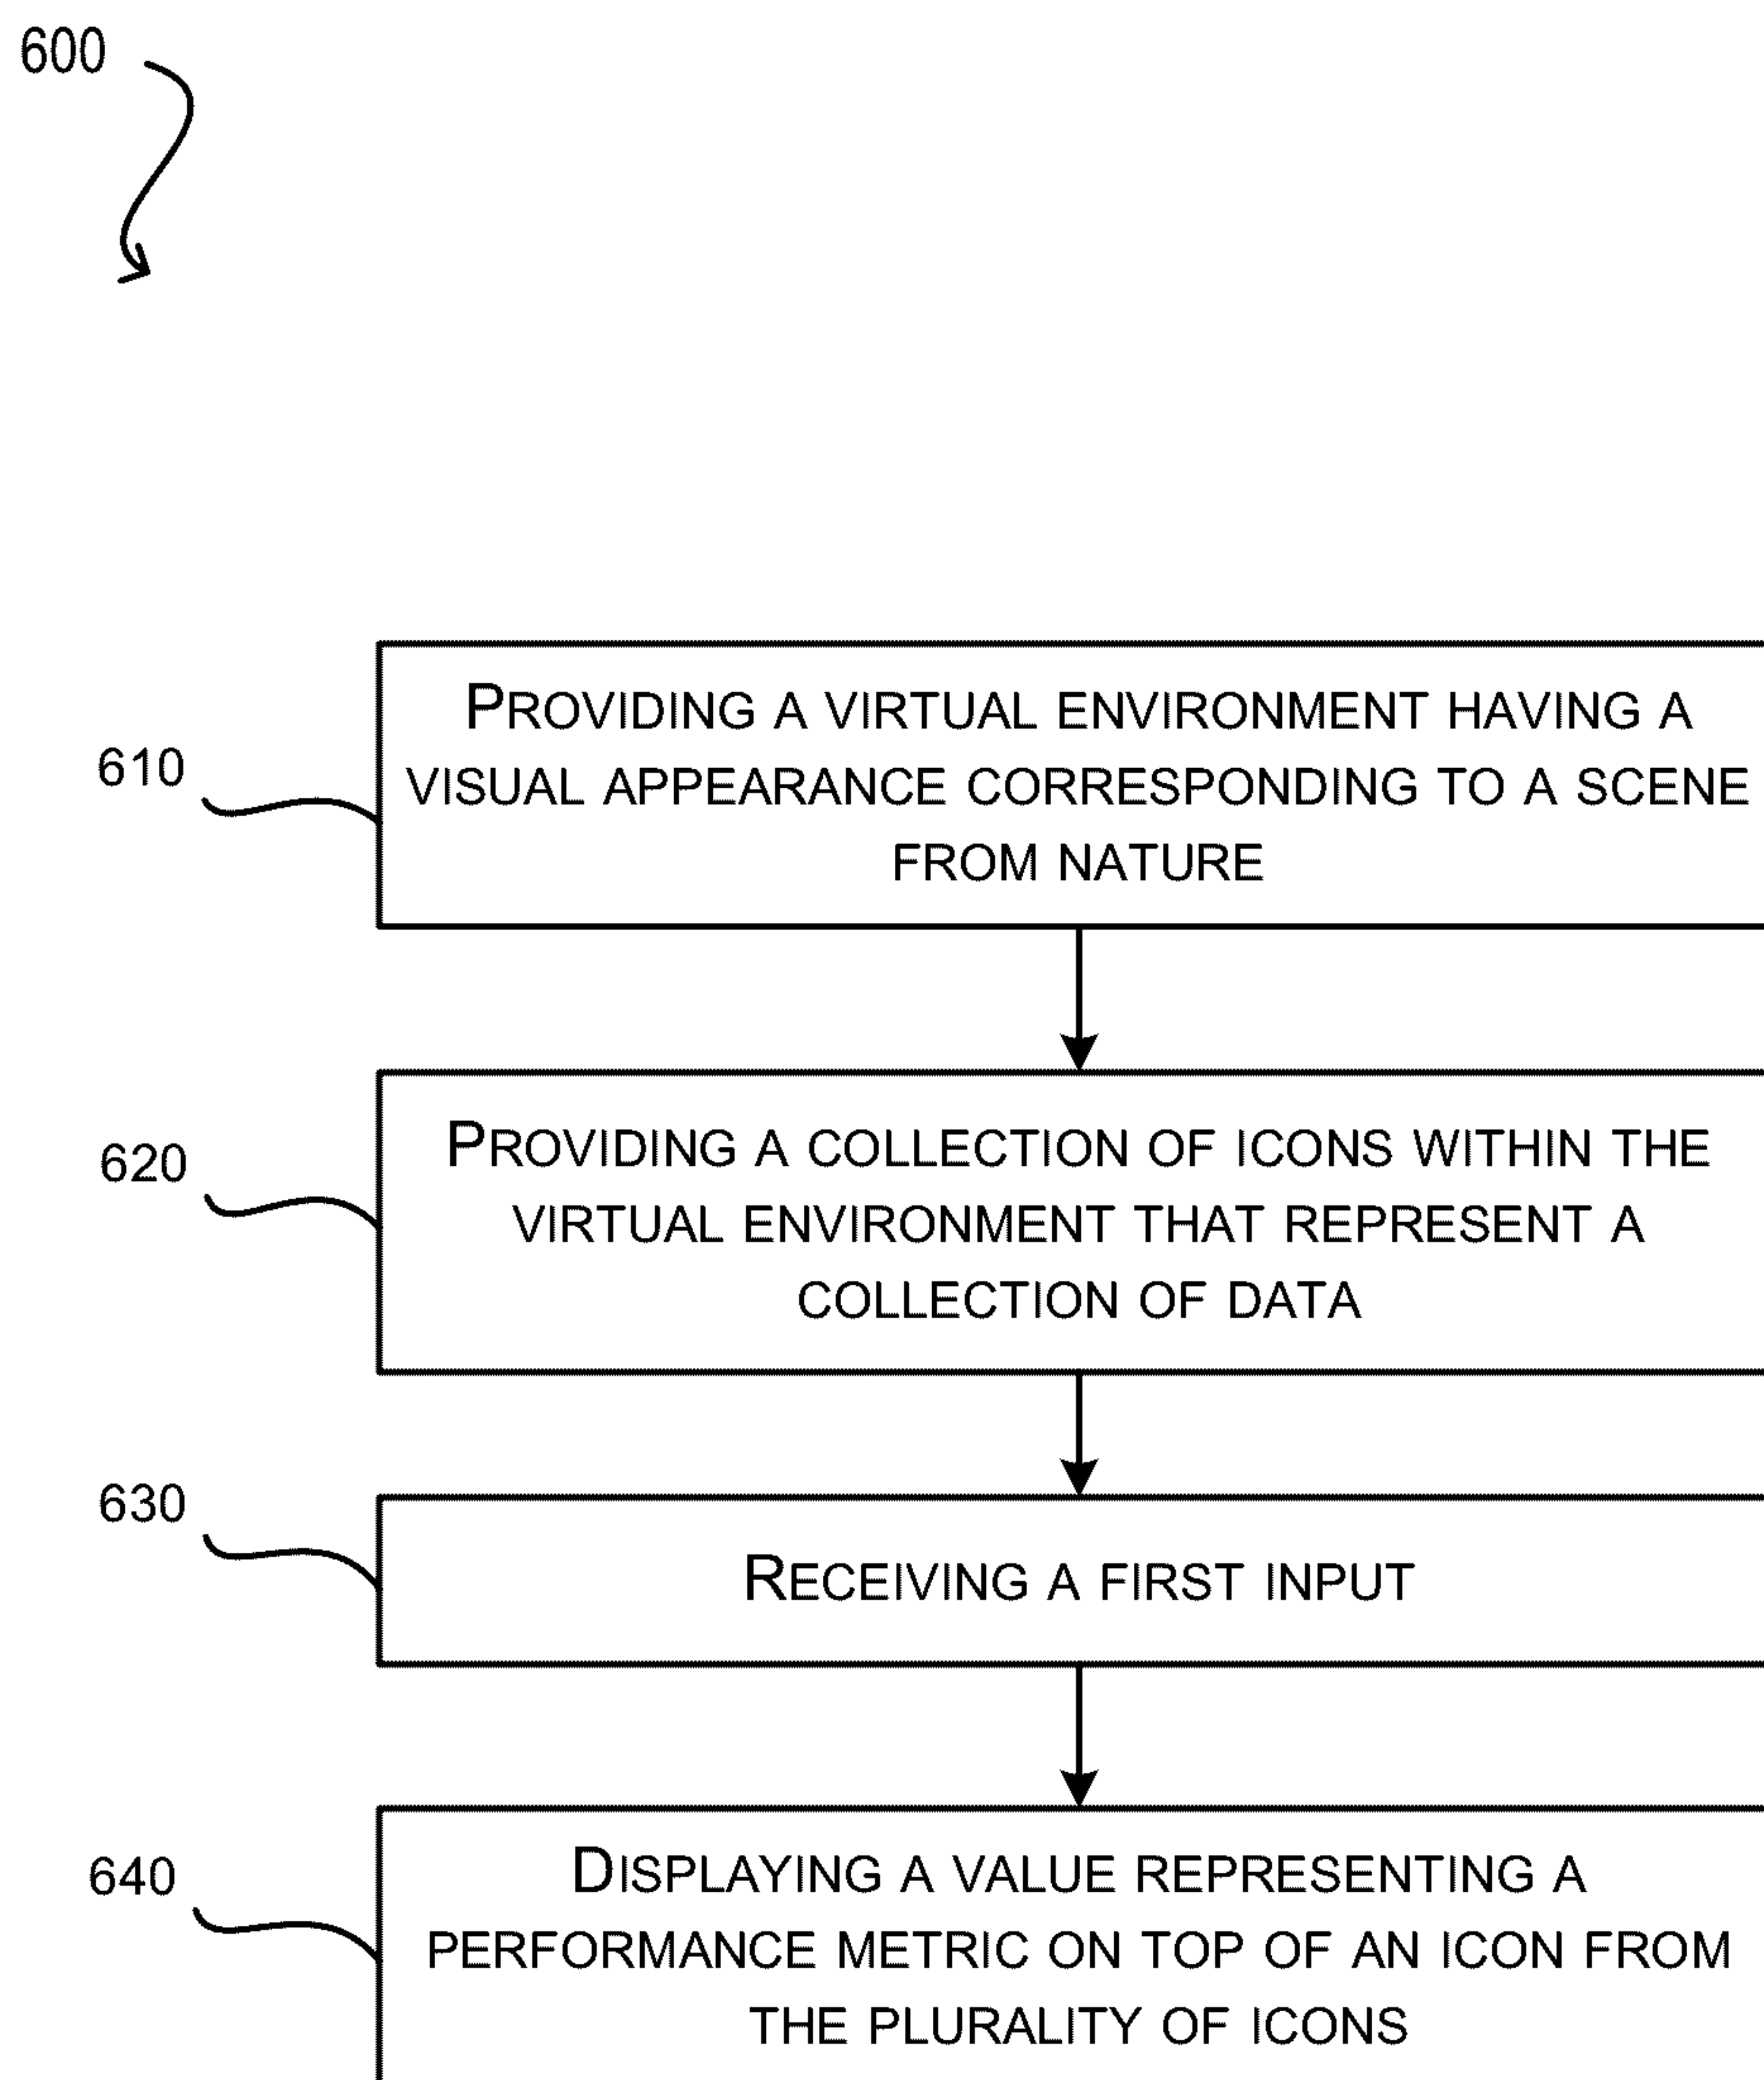 600
610
PROVIDING A VIRTUAL ENVIRONMENT HAVING A
VISUAL APPEARANCE CORRESPONDING TO A SCENE
FROM NATURE
620
PROVIDING A COLLECTION OF ICONS WITHIN THE
VIRTUAL ENVIRONMENT THAT REPRESENT A
COLLECTION OF DATA
630
RECEIVING A FIRST INPUT
640
DISPLAYING A VALUE REPRESENTING A
PERFORMANCE METRIC ON TOP OF AN ICON FROM
THE PLURALITY OF ICONS